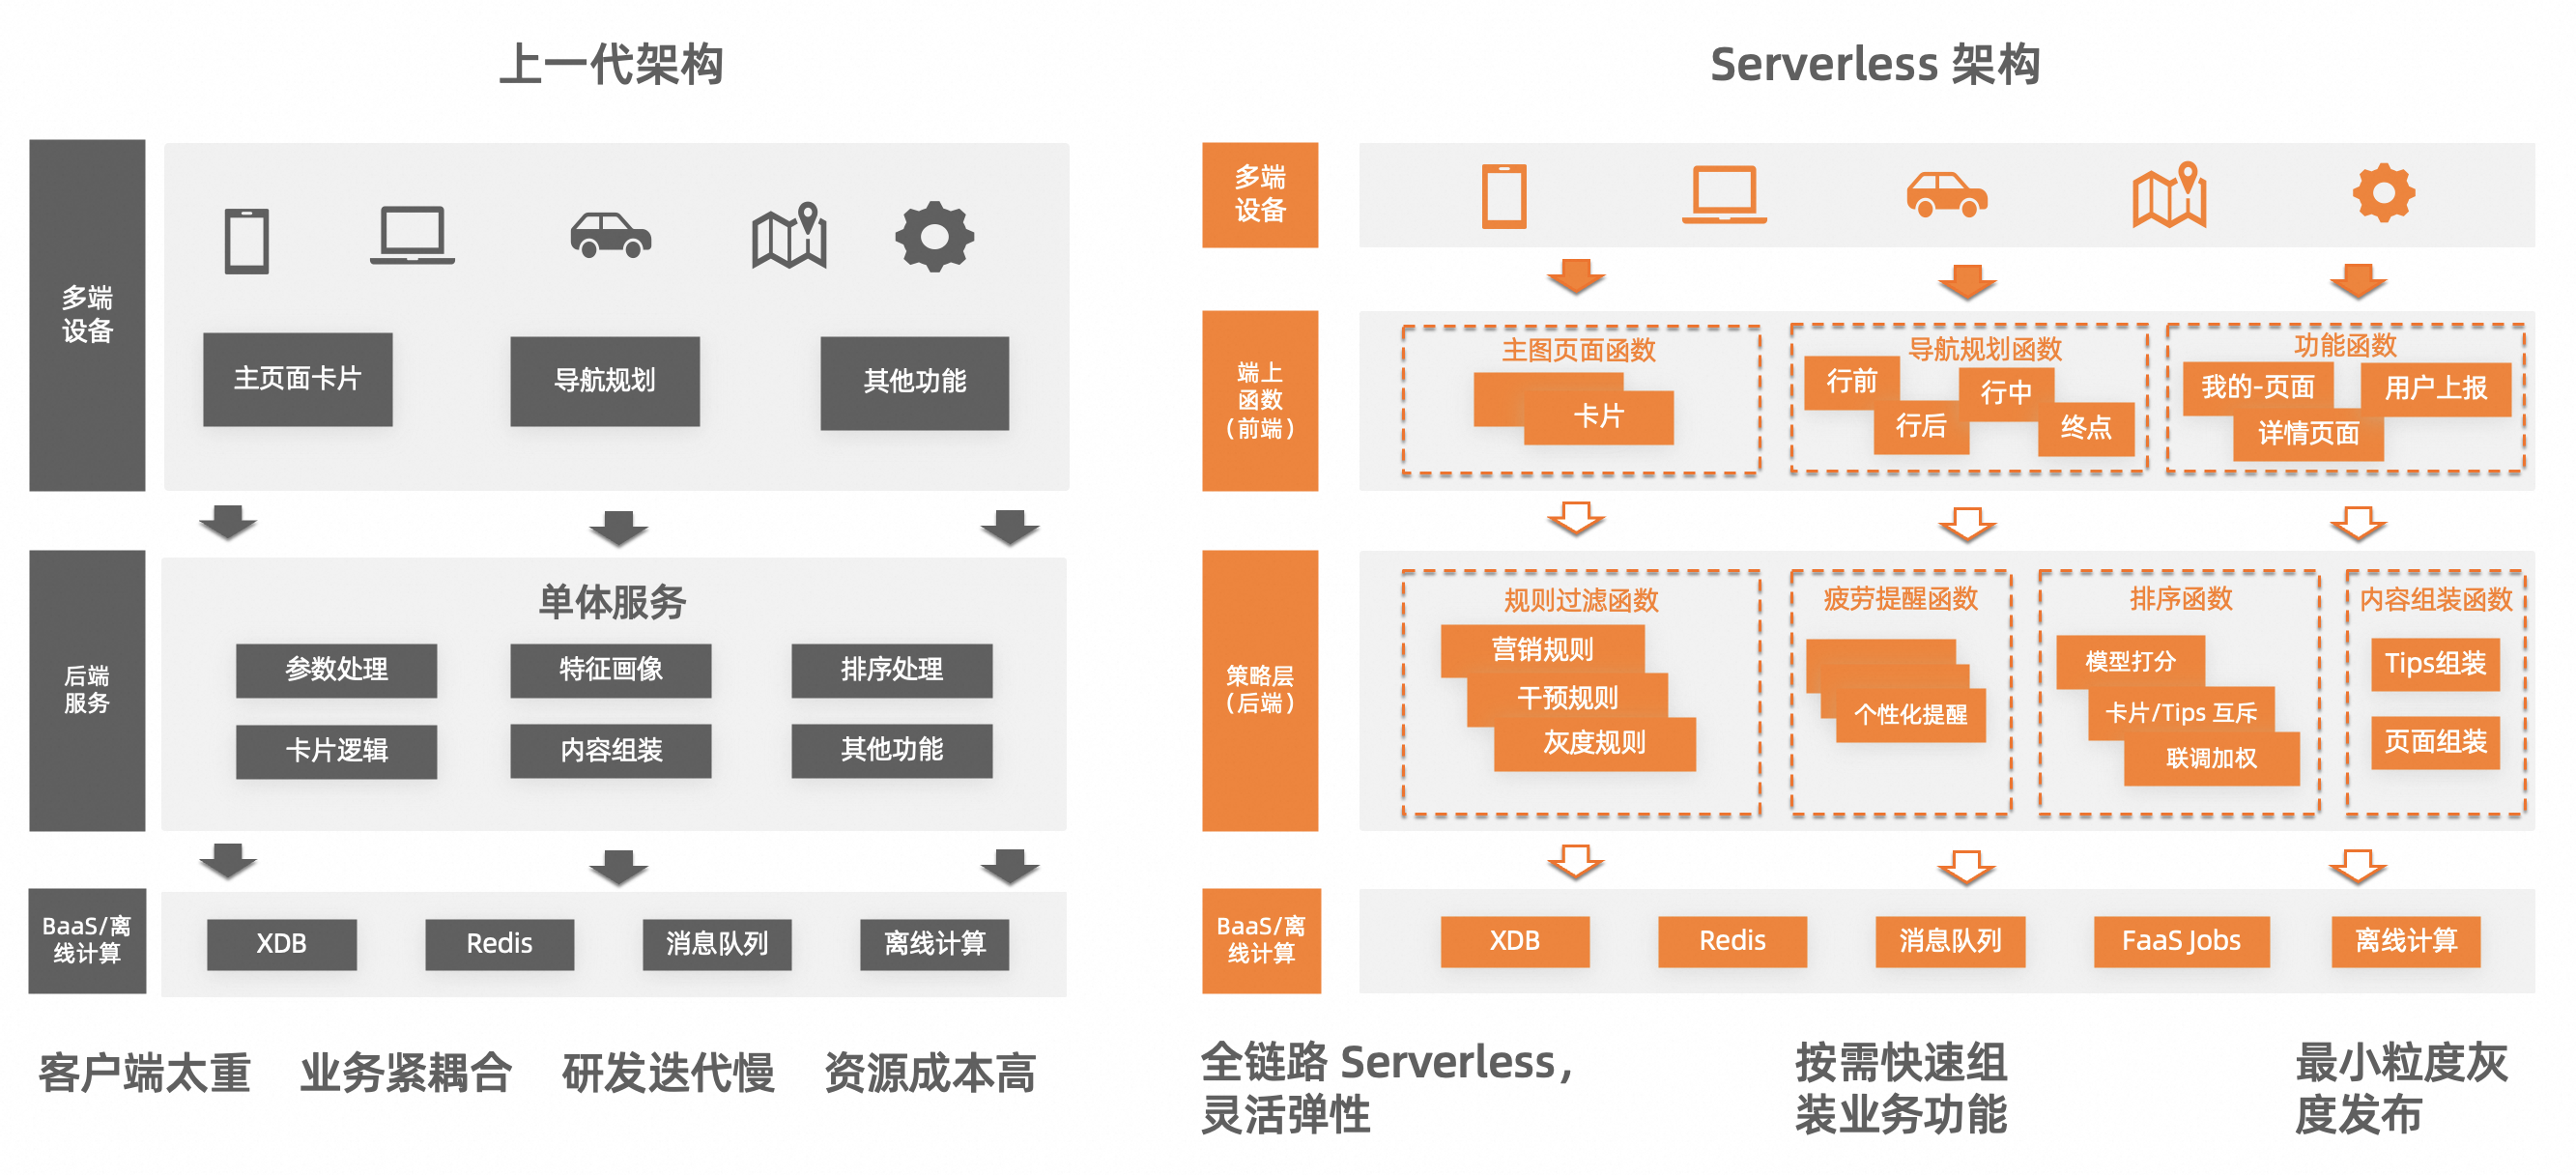 上一代架构
多端
设备
主页面卡片
导航规划
其他功能
后端
服务
单体服务
参数处理
特征画像
排序处理
卡片逻辑
内容组装
其他功能
BaaS/离
线计算
XDB
Redis
消息队列
离线计算
客户端太重
业务紧耦合
研发迭代慢
资源成本高
Serverless 架构
多端
设备
端上
函数
（前端）
主图页面函数
卡片
导航规划函数
行前
行后
行中
终点
功能函数
我的-页面
用户上报
详情页面
策略层
（后端）
规则过滤函数
营销规则
干预规则
灰度规则
疲劳提醒函数
个性化提醒
排序函数
模型打分
卡片/Tips 互斥
联调加权
内容组装函数
Tips组装
页面组装
BaaS/离
线计算
XDB
Redis
消息队列
FaaS Jobs
离线计算
全链路 Serverless，
灵活弹性
按需快速组
装业务功能
最小粒度灰
度发布